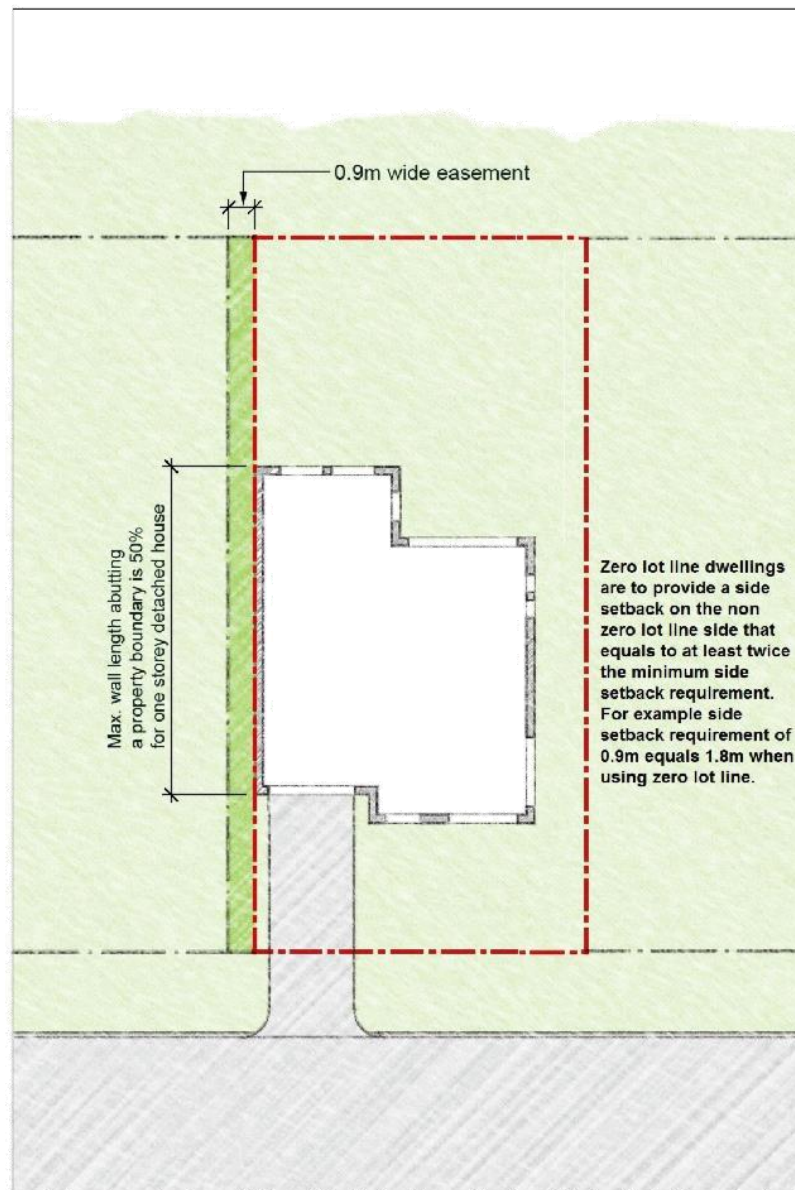 0.9m wide easement
Max. wall length abutting
a property boundary is 50%
for one storey detached house
Zero lot line dwellings
are to provide a side
setback on the non
zero lot line side that
equals to at least twice
the minimum side
setback requirement.
For example side
setback requirement of
0.9m equals 1.8m when
using zero lot line.